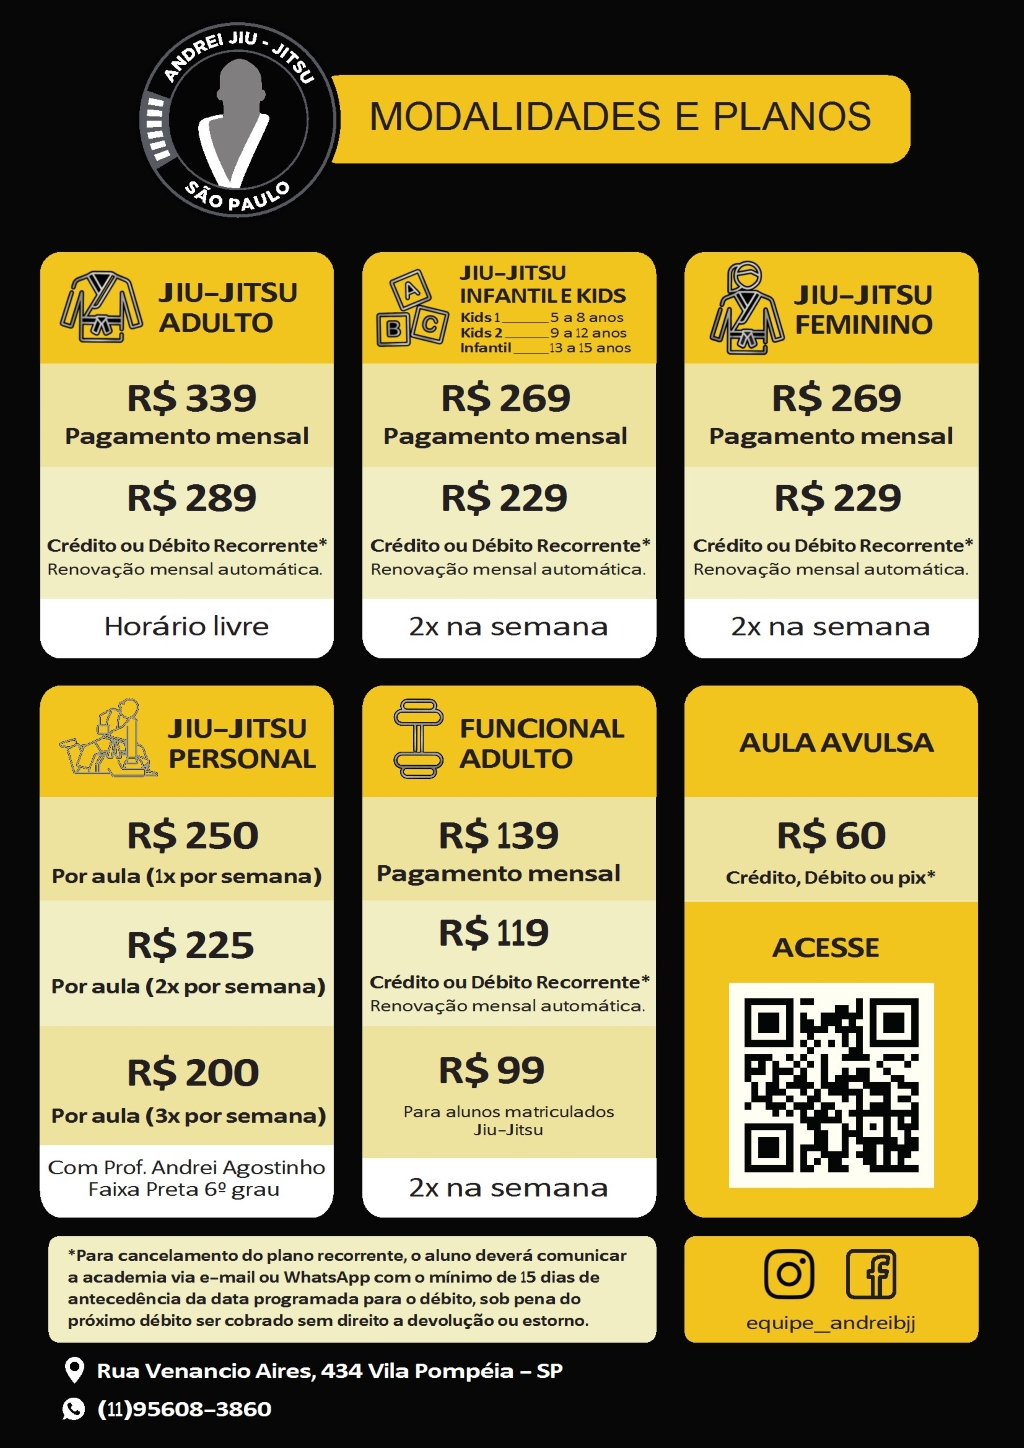 ANDREI JIU - JITSU
SÃO PAULO
MODALIDADES E PLANOS
JIU-JITSU
ADULTO
R$ 339
Pagamento mensal
R$ 289
Crédito ou Débito Recorrente*
Renovação mensal automática.
Horário livre
A
B
C
JIU-JITSU
INFANTIL E KIDS
Kids 1______5 a 8 anos
Kids 2______9 a 12 anos
Infantil_____13 a 15 anos
R$ 269
Pagamento mensal
R$ 229
Crédito ou Débito Recorrente*
Renovação mensal automática.
2x na semana
JIU-JITSU
FEMININO
R$ 269
Pagamento mensal
R$ 229
Crédito ou Débito Recorrente*
Renovação mensal automática.
2x na semana
JIU-JITSU
PERSONAL
R$ 250
Por aula (1x por semana)
R$ 225
Por aula (2x por semana)
R$ 200
Por aula (3x por semana)
Com Prof. Andrei Agostinho
Faixa Preta 6º grau
FUNCIONAL
ADULTO
R$ 139
Pagamento mensal
R$ 119
Crédito ou Débito Recorrente*
Renovação mensal automática.
R$ 99
Para alunos matriculados
Jiu-Jitsu
2x na semana
AULA AVULSA
R$ 60
Crédito, Débito ou pix*
ACESSE
*Para cancelamento do plano recorrente, o aluno deverá comunicar
a academia via e-mail ou WhatsApp com o mínimo de 15 dias de
antecedência da data programada para o débito, sob pena do
próximo débito ser cobrado sem direito a devolução ou estorno.
equipe_andreibjj
Rua Venancio Aires, 434 Vila Pompéia - SP
(11)95608-3860